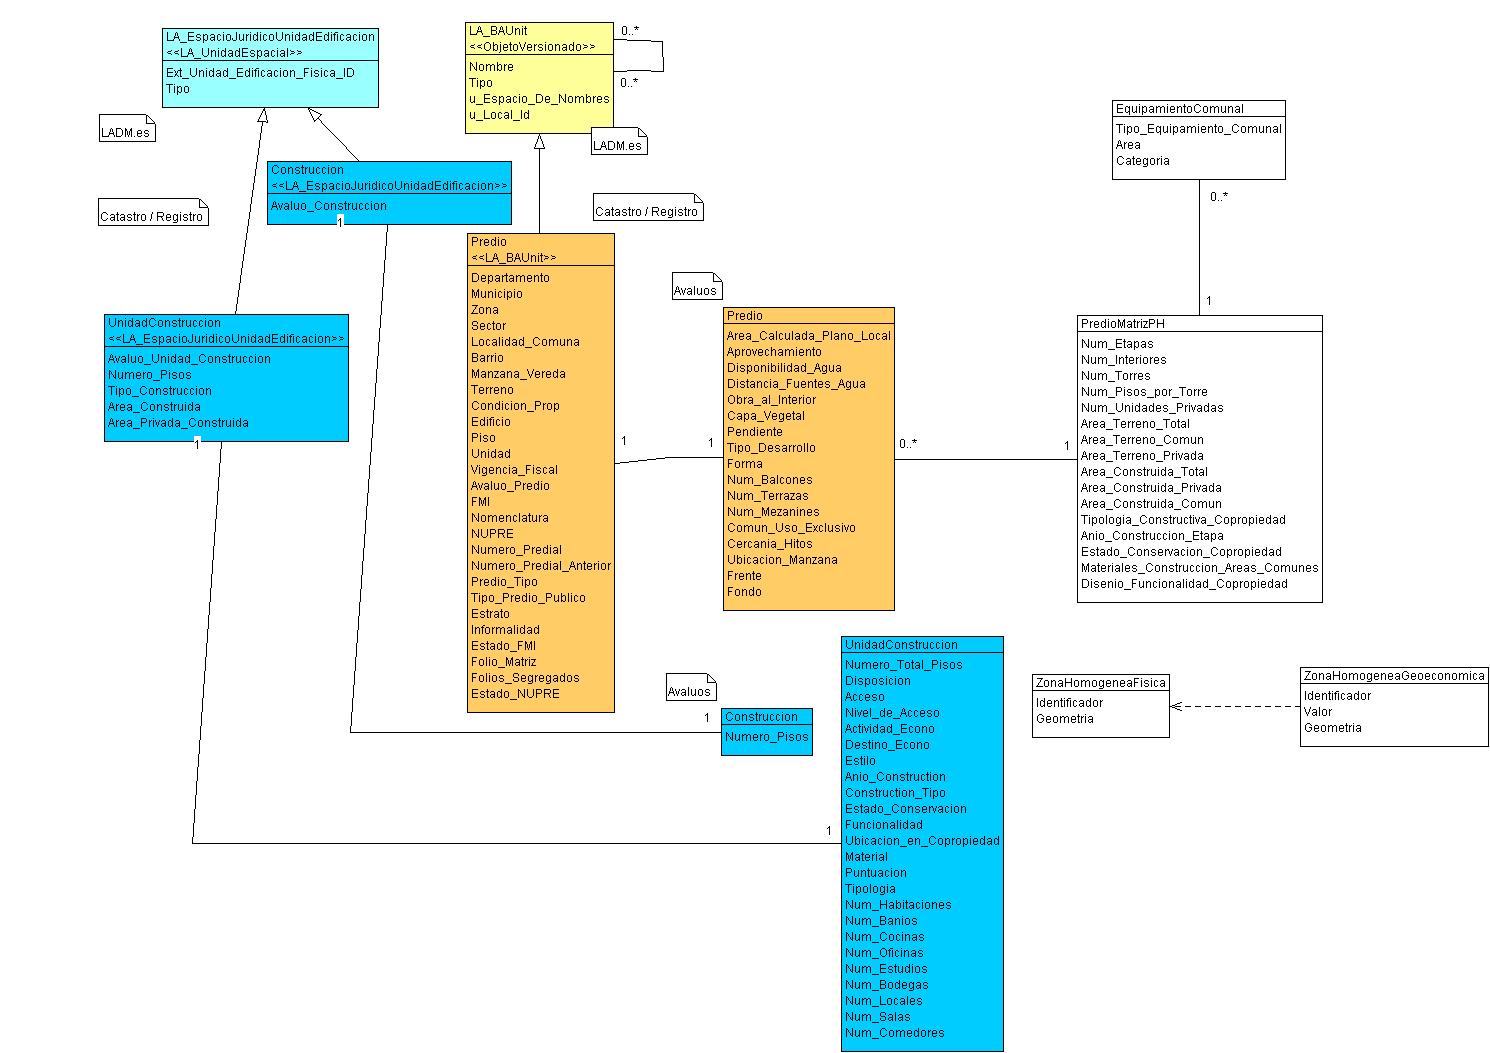 LA_EspacioJuridicoUnidadEdificacion
<<LA_UnidadEspacial>>
Ext_Unidad_Edificacion_Fisica_ID
Tipo
LA_BAUnit
<<ObjetoVersionado>>
Nombre
Tipo
u_Espacio_De_Nombres
u_Local_Id
0..*
0..*
LADM.es
LADM.es
EquipamientoComunal
Tipo_Equipamiento_Comunal
Area
Categoria
0..*
1
Construccion
<<LA_EspacioJuridicoUnidadEdificacion>>
Avaluo_Construccion
1
Catastro / Registro
Catastro / Registro
Predio
<<LA_BAUnit>>
Departamento
Municipio
Zona
Sector
Localidad_Comuna
Barrio
Manzana_Vereda
Terreno
Condicion_Prop
Edificio
Piso
Unidad
Vigencia_Fiscal
Avaluo_Predio
FMI
Nomenclatura
NUPRE
Numero_Predial
Numero_Predial_Anterior
Predio_Tipo
Tipo_Predio_Publico
Estrato
Informalidad
Estado_FMI
Folio_Matriz
Folios_Segregados
Estado_NUPRE
1
1
Avaluos
Predio
Area_Calculada_Plano_Local
Aprovechamiento
Disponibilidad_Agua
Distancia_Fuentes_Agua
Obra_al_Interior
Capa_Vegetal
Pendiente
Tipo_Desarrollo
Forma
Num_Balcones
Num_Terrazas
Num_Mezanines
Comun_Uso_Exclusivo
Cercania_Hitos
Ubicacion_Manzana
Frente
Fondo
0..*
1
PredioMatrizPH
Num_Etapas
Num_Interiores
Num_Torres
Num_Pisos_por_Torre
Num_Unidades_Privadas
Area_Terreno_Total
Area_Terreno_Comun
Area_Terreno_Privada
Area_Construida_Total
Area_Construida_Privada
Area_Construida_Comun
Tipologia_Constructiva_Copropiedad
Anio_Construccion_Etapa
Estado_Conservacion_Copropiedad
Materiales_Construccion_Areas_Comunes
Disenio_Funcionalidad_Copropiedad
UnidadConstruccion
<<LA_EspacioJuridicoUnidadEdificacion>>
Avaluo_Unidad_Construccion
Numero_Pisos
Tipo_Construccion
Area_Construida
Area_Privada_Construida
1
Avaluos
1
Construccion
Numero_Pisos
1
UnidadConstruccion
Numero_Total_Pisos
Disposicion
Acceso
Nivel_de_Acceso
Actividad_Econo
Destino_Econo
Estilo
Anio_Construction
Construction_Tipo
Estado_Conservacion
Funcionalidad
Ubicacion_en_Copropiedad
Material
Puntuacion
Tipologia
Num_Habitaciones
Num_Banios
Num_Cocinas
Num_Oficinas
Num_Estudios
Num_Bodegas
Num_Locales
Num_Salas
Num_Comedores
ZonaHomogeneaFisica
Identificador
Geometria
ZonaHomogeneaGeoeconomica
Identificador
Valor
Geometria